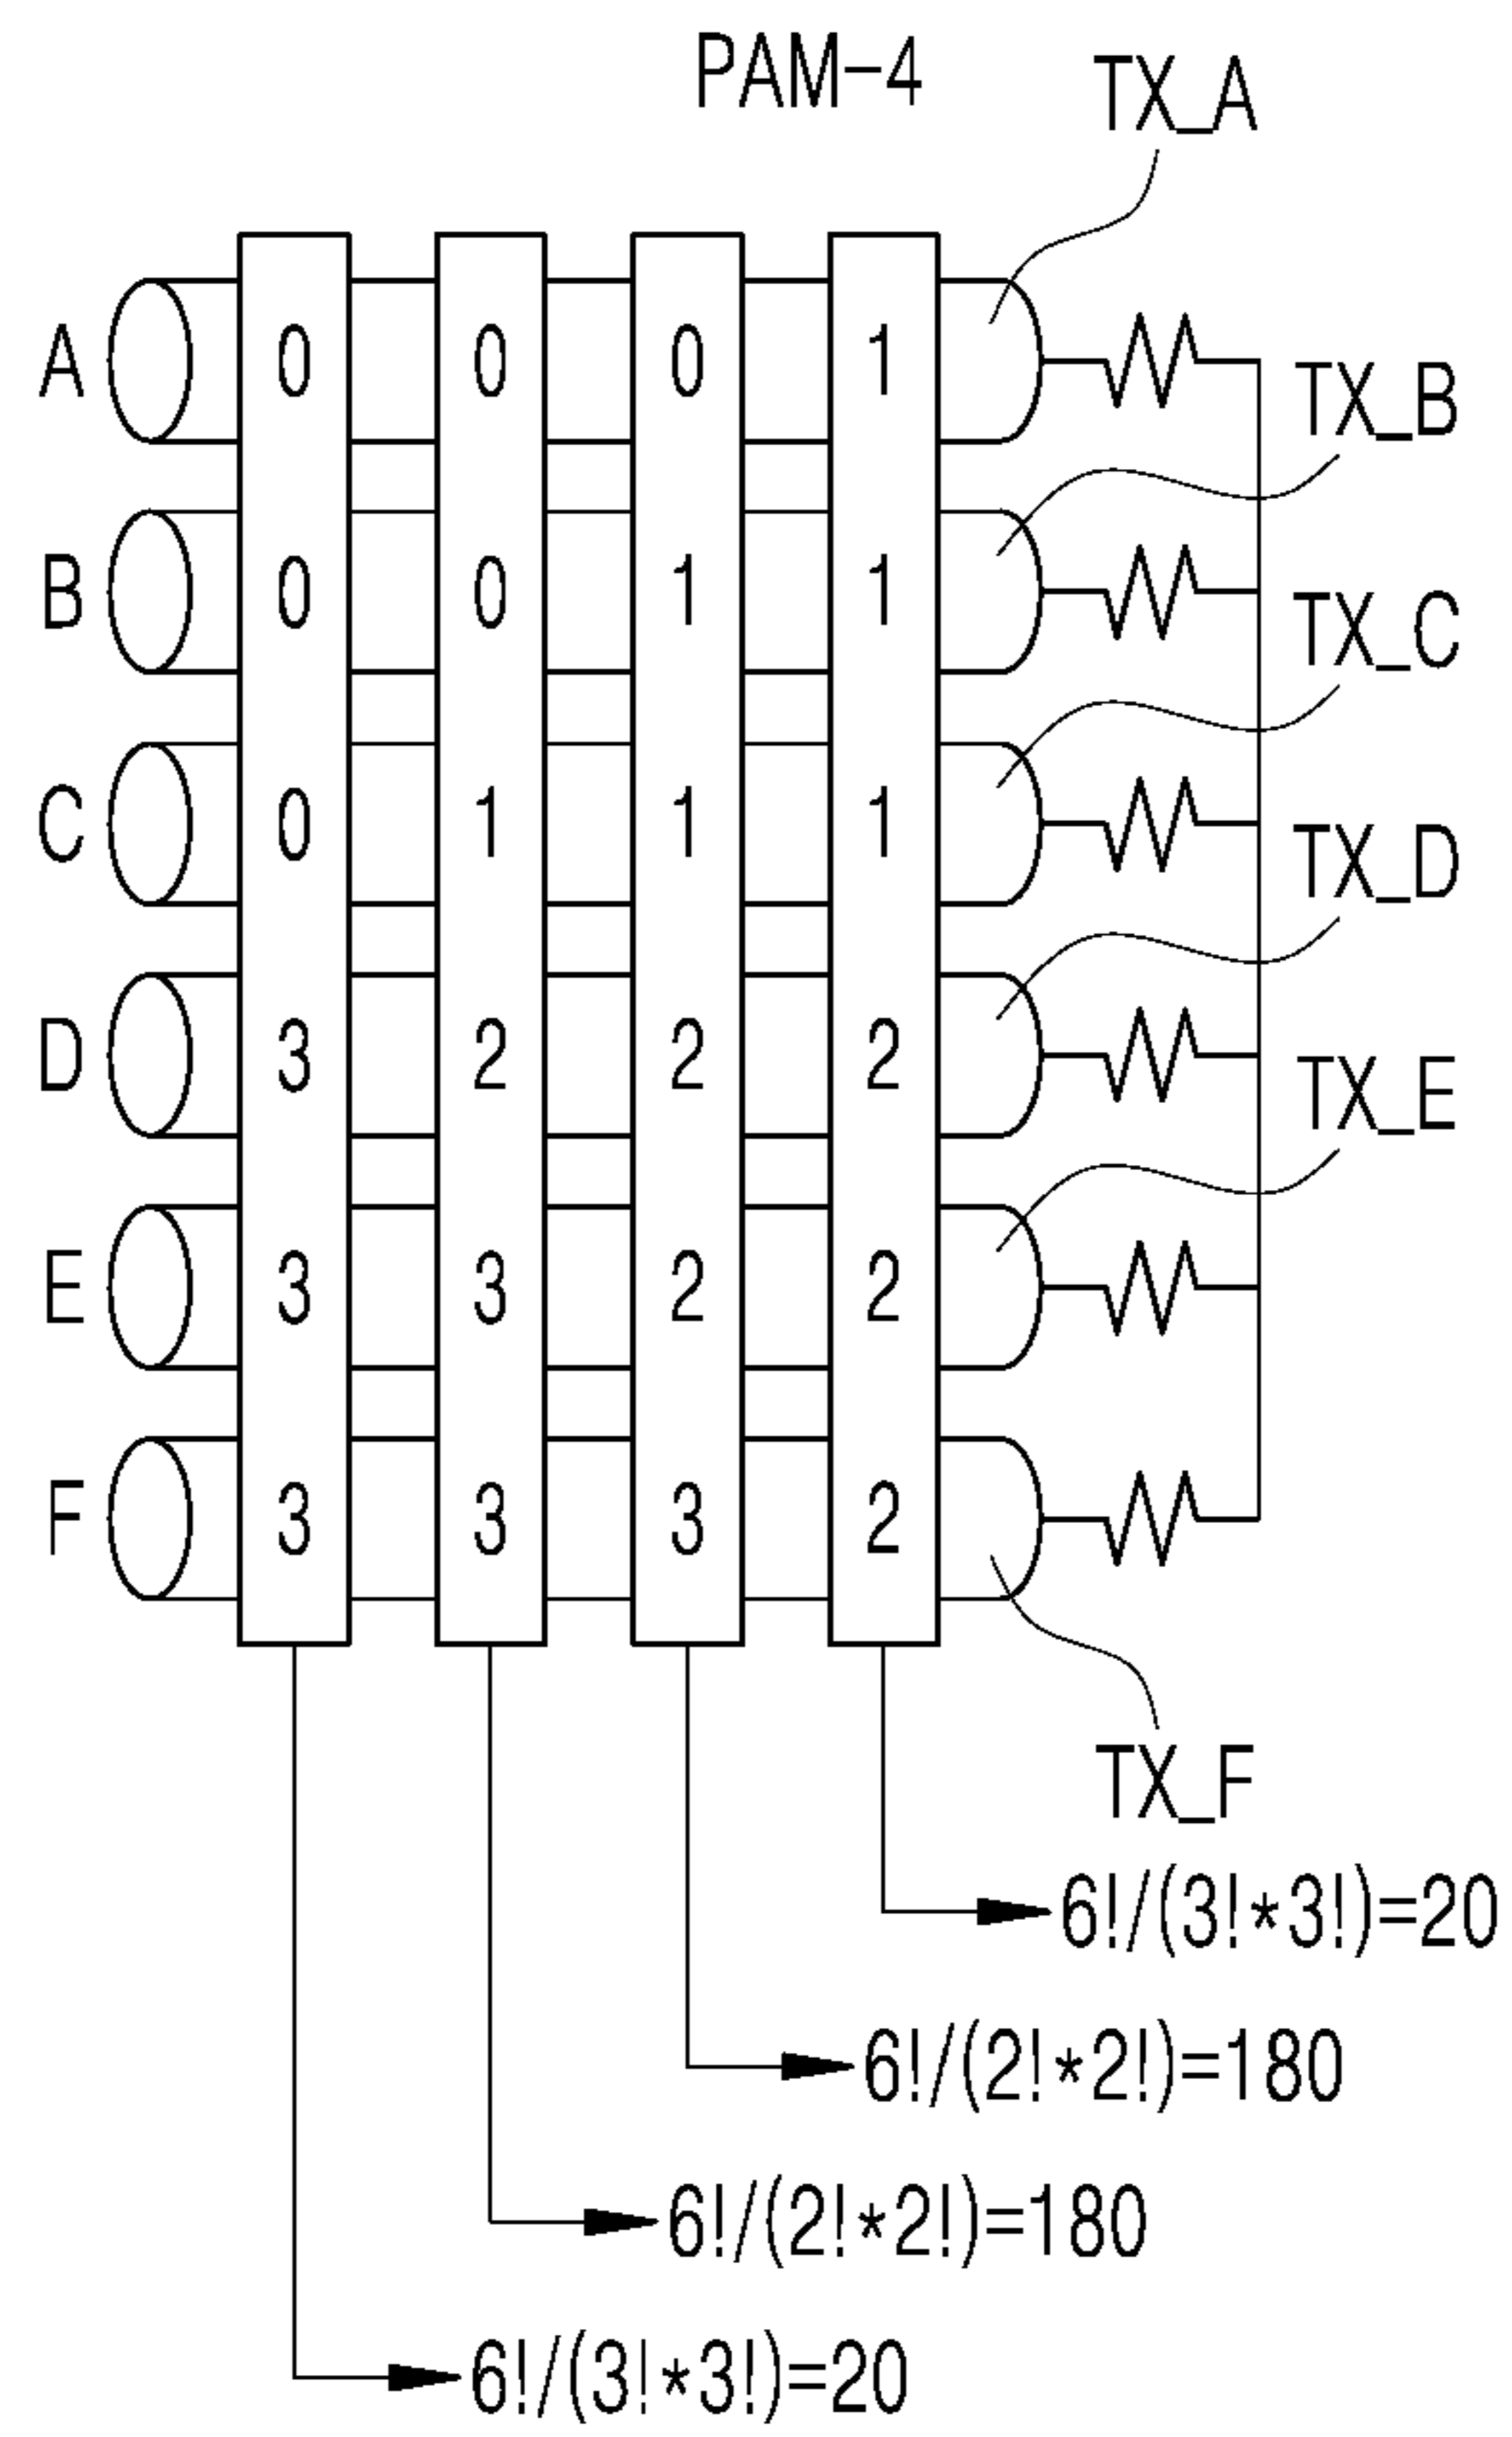 PAM-4
TX_A
A 0 0 0 1
TX_B
B 0 0 1 1
TX_C
C 0 1 1 1
TX_D
D 3 2 2 2
TX_E
E 3 3 2 2
F 3 3 3 2
TX_F
6!/(3!*3!)=20
6!/(2!*2!)=180
6!/(2!*2!)=180
6!/(3!*3!)=20